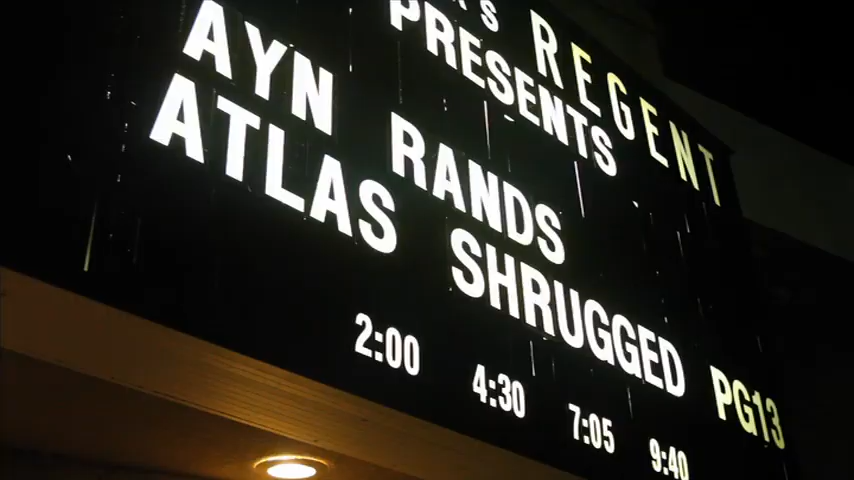 REGENT
PRESENTS
AYN RANDS
ATLAS SHRUGGED PG13
2:00 4:30 7:05 9:40